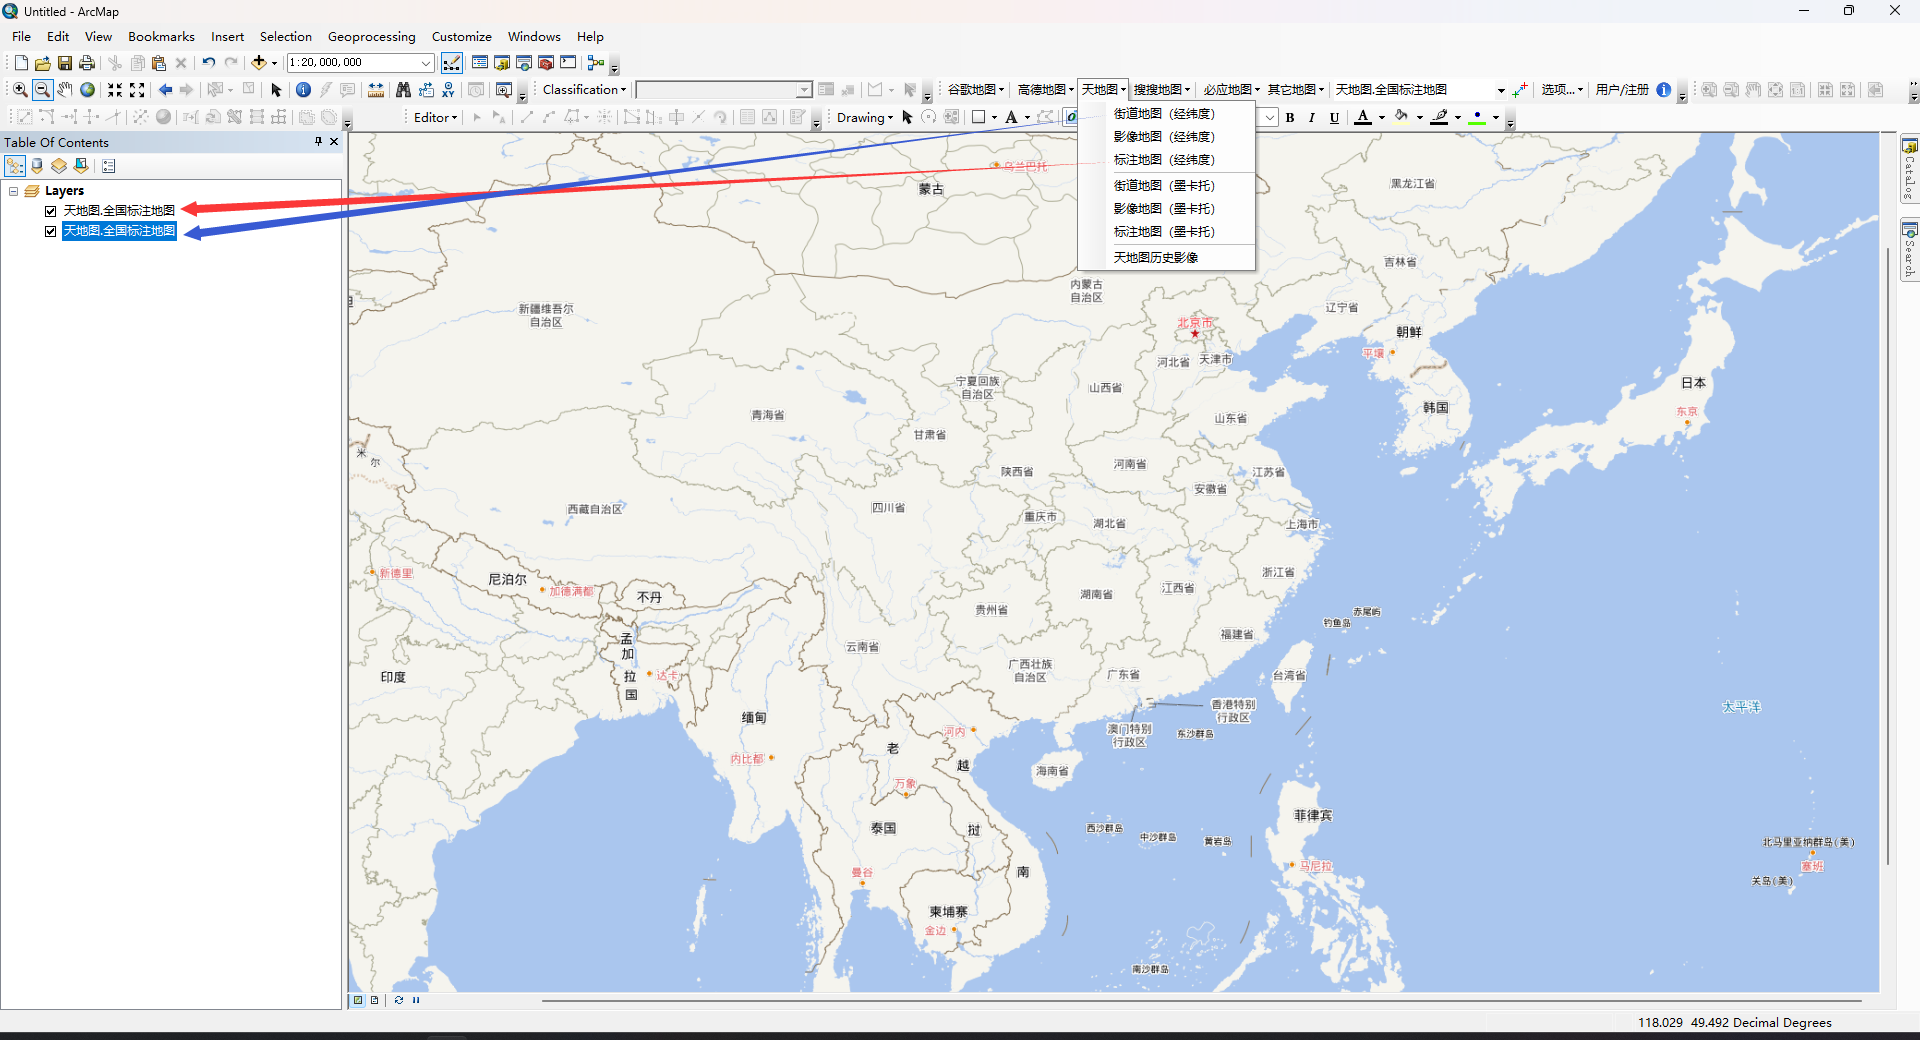 Untitled - ArcMap
File Edit View Bookmarks Insert Selection Geoprocessing Customize Windows Help
1:20,000,000
Classification
谷歌地图 高德地图 天地图 搜搜地图 必应地图 其它地图 天地图.全国标注地图 选项... 用户/注册
Editor
Drawing
A
B I U A
街道地图 (经纬度)
影像地图 (经纬度)
标注地图 (经纬度)
街道地图 (墨卡托)
影像地图 (墨卡托)
标注地图 (墨卡托)
天地图历史影像
Table Of Contents
Layers
天地图.全国标注地图
天地图.全国标注地图
Catalog
Search
乌兰巴托
蒙古
黑龙江省
吉林省
内蒙古
自治区
辽宁省
新疆维吾尔
自治区
北京市
朝鲜
平壤
河北省
天津市
宁夏回族
自治区
山西省
日本
韩国
东京
青海省
山东省
甘肃省
米
尔
陕西省
河南省
江苏省
安徽省
西藏自治区
四川省
重庆市
湖北省
上海市
新德里
尼泊尔
加德满都
不丹
浙江省
江西省
湖南省
贵州省
赤尾屿
钓鱼岛
孟
加
拉
国
云南省
福建省
印度
达卡
广西壮族
自治区
广东省
台湾省
香港特别
行政区
太平洋
缅甸
河内
澳门特别
行政区
东沙群岛
老
内比都
越
海南省
万象
菲律宾
泰国
挝
西沙群岛
中沙群岛
黄岩岛
北马里亚纳群岛(美)
塞班
马尼拉
曼谷
南
关岛(美)
柬埔寨
金边
南沙群岛
118.029 49.492 Decimal Degrees